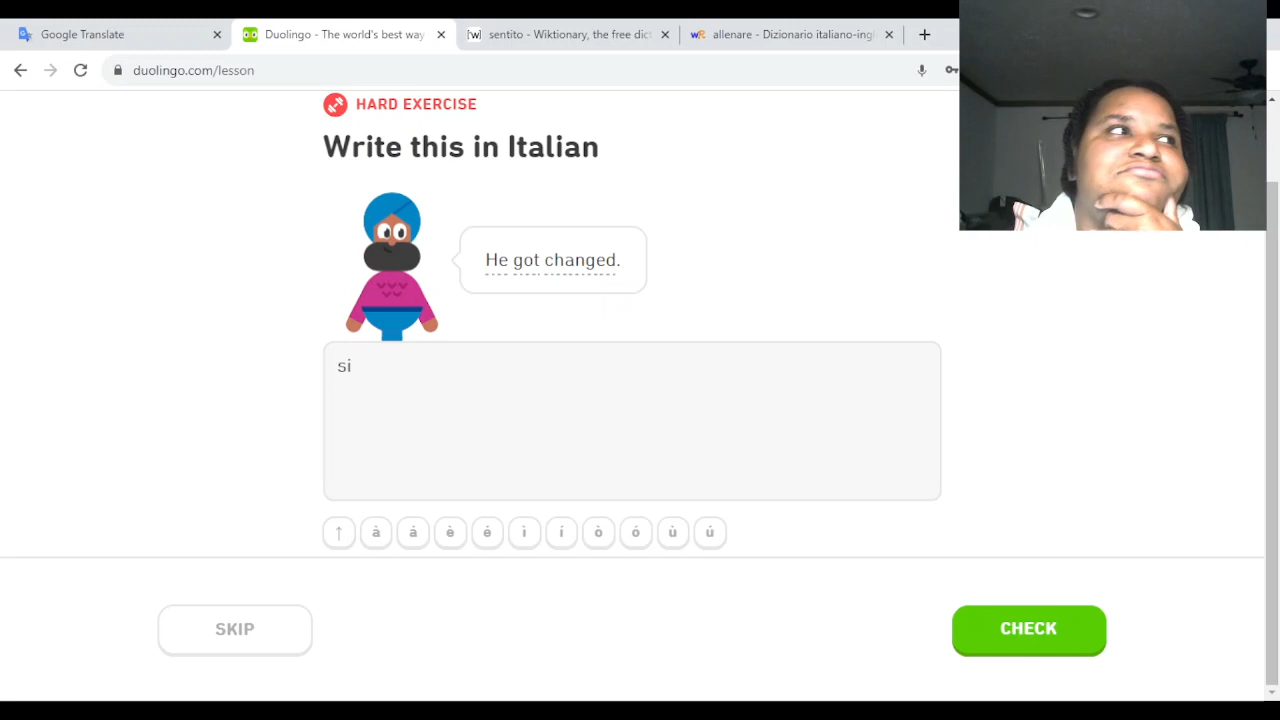 Google Translate
Duolingo - The world's best way
sentito - Wiktionary, the free dict
allenare - Dizionario italiano-ingl
duolingo.com/lesson
HARD EXERCISE
Write this in Italian
He got changed.
si
↑ à á è é ì í ò ó ù ú
SKIP
CHECK